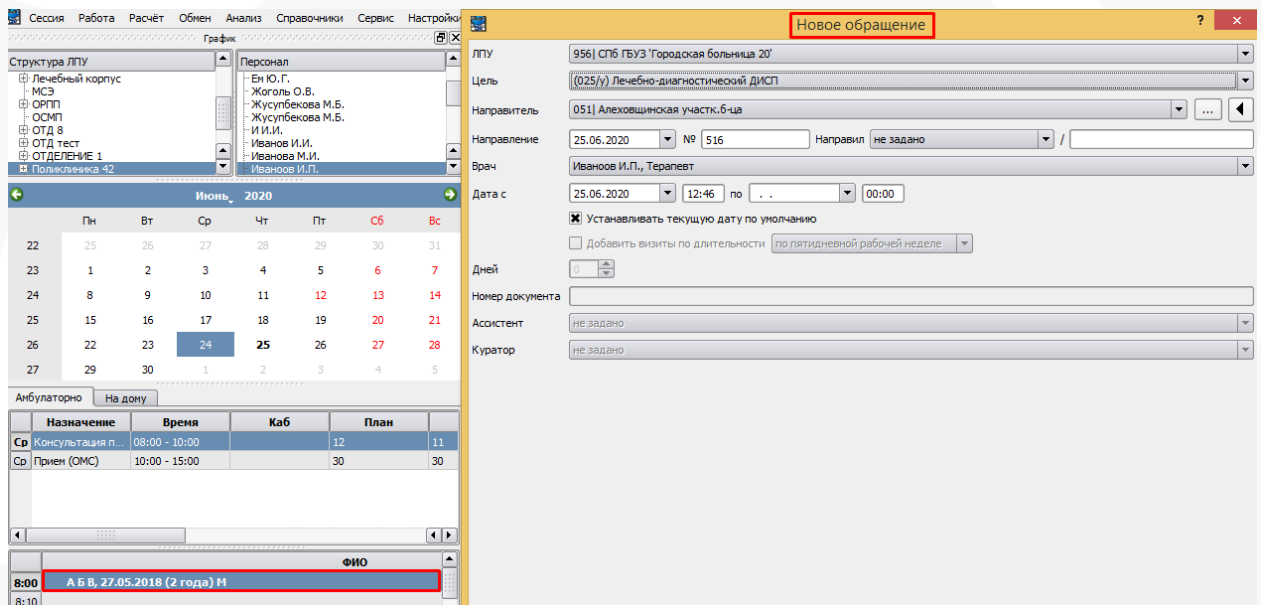 Сессия Работа Расчёт Обмен Анализ Справочники Сервис Настройки
График
Структура ЛПУ
Лечебный корпус
МСЭ
ОРПП
ОСМП
ОТД 8
ОТД тест
ОТДЕЛЕНИЕ 1
Поликлиника 42
Персонал
Ем Ю.Г.
Жоголь О.В.
Жусупбекова М.Б.
Жусупбекова М.Б.
И И.И.
Иванов И.И.
Иванова М.И.
Иваноов И.П.
Июнь, 2020
Пн Вт Ср Чт Пт Сб Вс
22 25 26 27 28 29 30 31
23 1 2 3 4 5 6 7
24 8 9 10 11 12 13 14
25 15 16 17 18 19 20 21
26 22 23 24 25 26 27 28
27 29 30 1 2 3 4 5
Амбулаторно На дому
Назначение Время Каб План
Ср Консультация п... 08:00 - 10:00 12 11
Ср Прием (ОМС) 10:00 - 15:00 30 30
ФИО
8:00 А Б В, 27.05.2018 (2 года) М
8:10
Новое обращение ? ×
ЛПУ 956| СПб ГБУЗ 'Городская больница 20'
Цель (025/у) Лечебно-диагностический ДИСП
Направитель 051| Алеховщинская участк.б-ца ...
Направление 25.06.2020 № 516 Направил не задано /
Врач Иваноов И.П., Терапевт
Дата с 25.06.2020 12:46 по . . 00:00
Устанавливать текущую дату по умолчанию
Добавить визиты по длительности по пятидневной рабочей неделе
Дней 0
Номер документа
Ассистент не задано
Куратор не задано